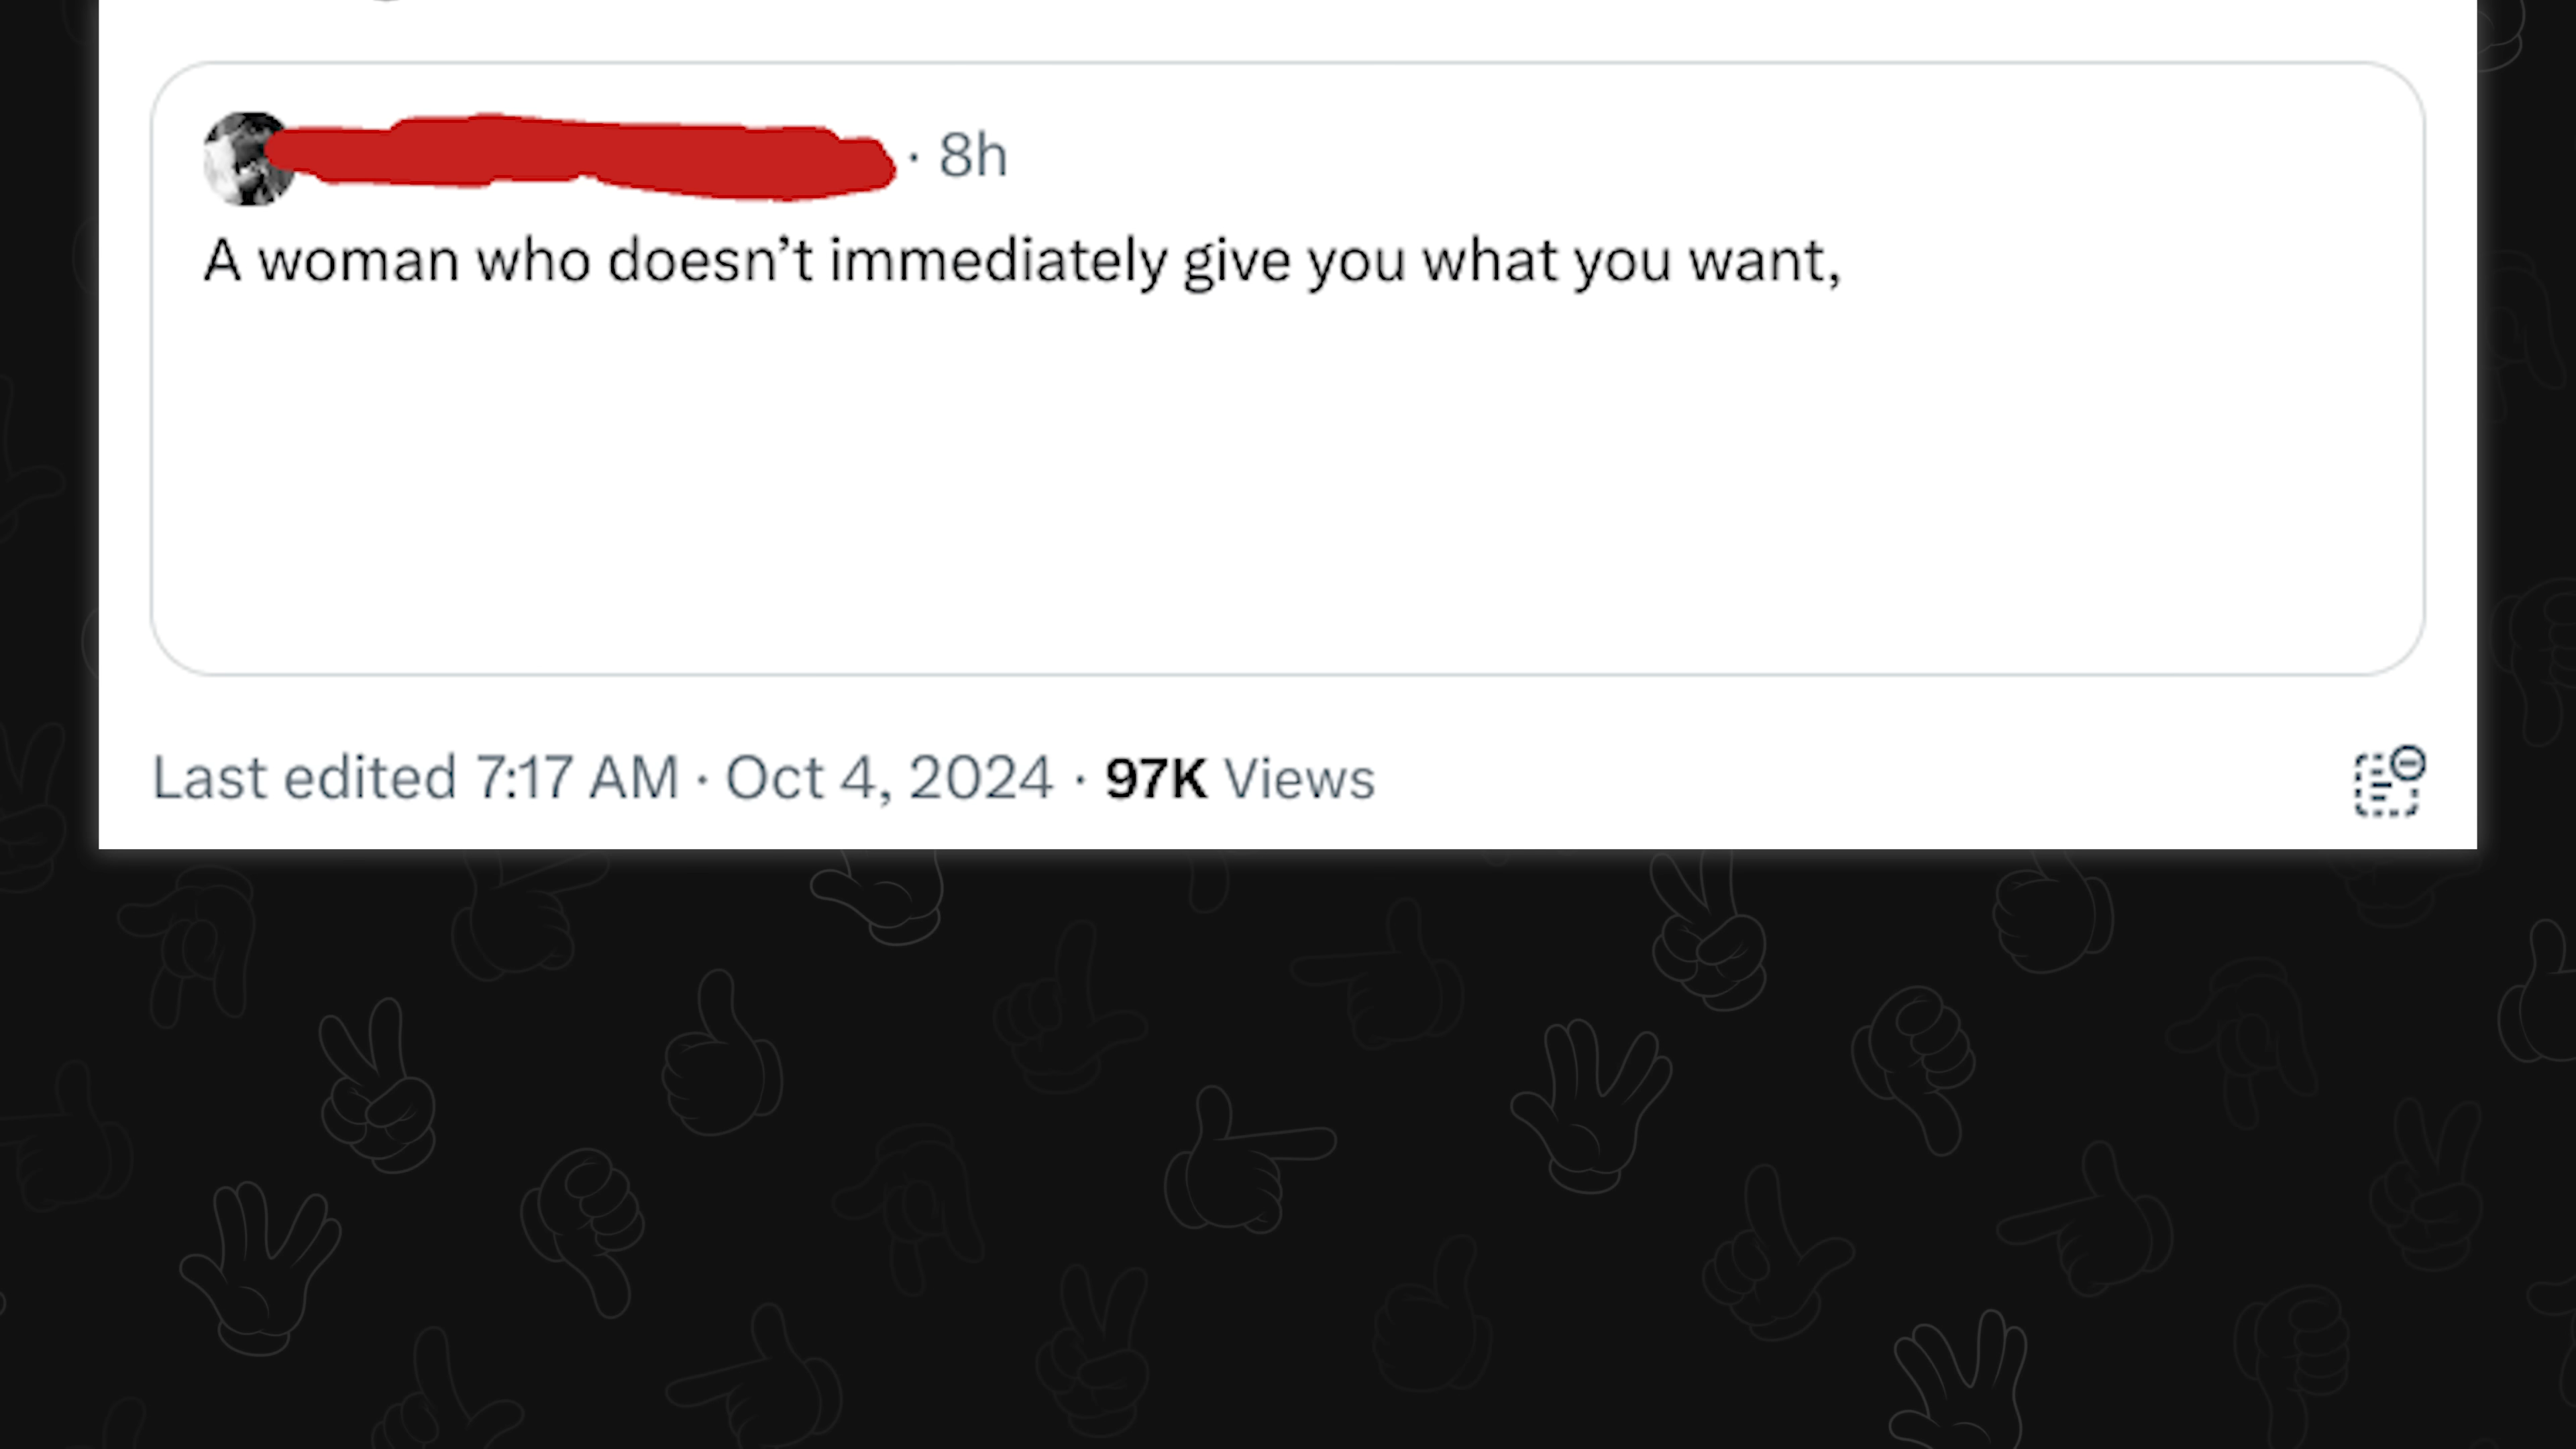 · 8h
A woman who doesn’t immediately give you what you want,
Last edited 7:17 AM · Oct 4, 2024 · 97K Views